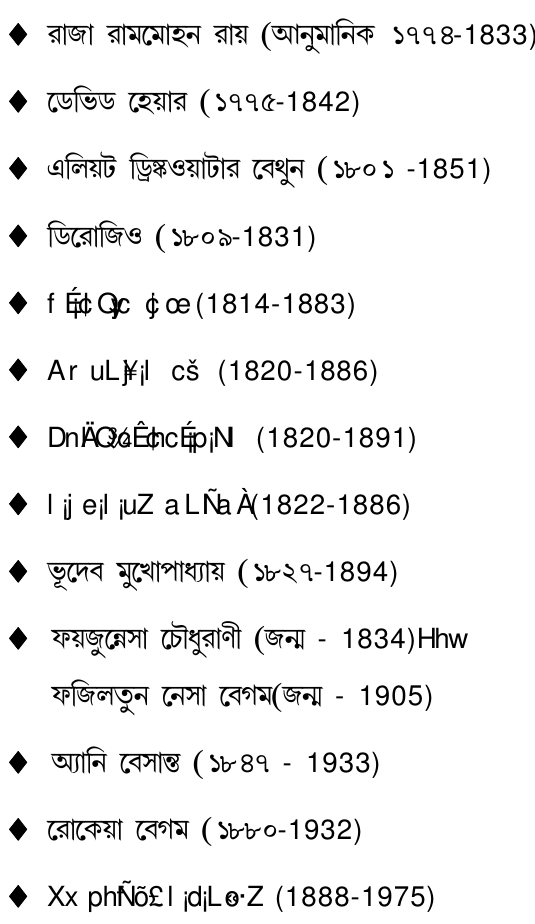 ◆ রাজা রামমোহন রায় (আনুমানিক ১৭৭৪-1833)
◆ ডেভিড হেয়ার (১৭৭৫-1842)
◆ এলিয়ট ড্রিঙ্কওয়াটার বেথুন (১৮০১ -1851)
◆ ডিরোজিও (১৮০৯-1831)
◆ (1814-1883)
◆ (1820-1886)
◆ (1820-1891)
◆ (1822-1886)
◆ ভূদেব মুখোপাধ্যায় (১৮২৭-1894)
◆ ফয়জুন্নেসা চৌধুরাণী (জন্ম - 1834)Hhw
ফজিলতুন নেসা বেগম(জন্ম - 1905)
◆ অ্যানি বেসান্ত (১৮৪৭ - 1933)
◆ রোকেয়া বেগম (১৮৮০-1932)
◆ (1888-1975)